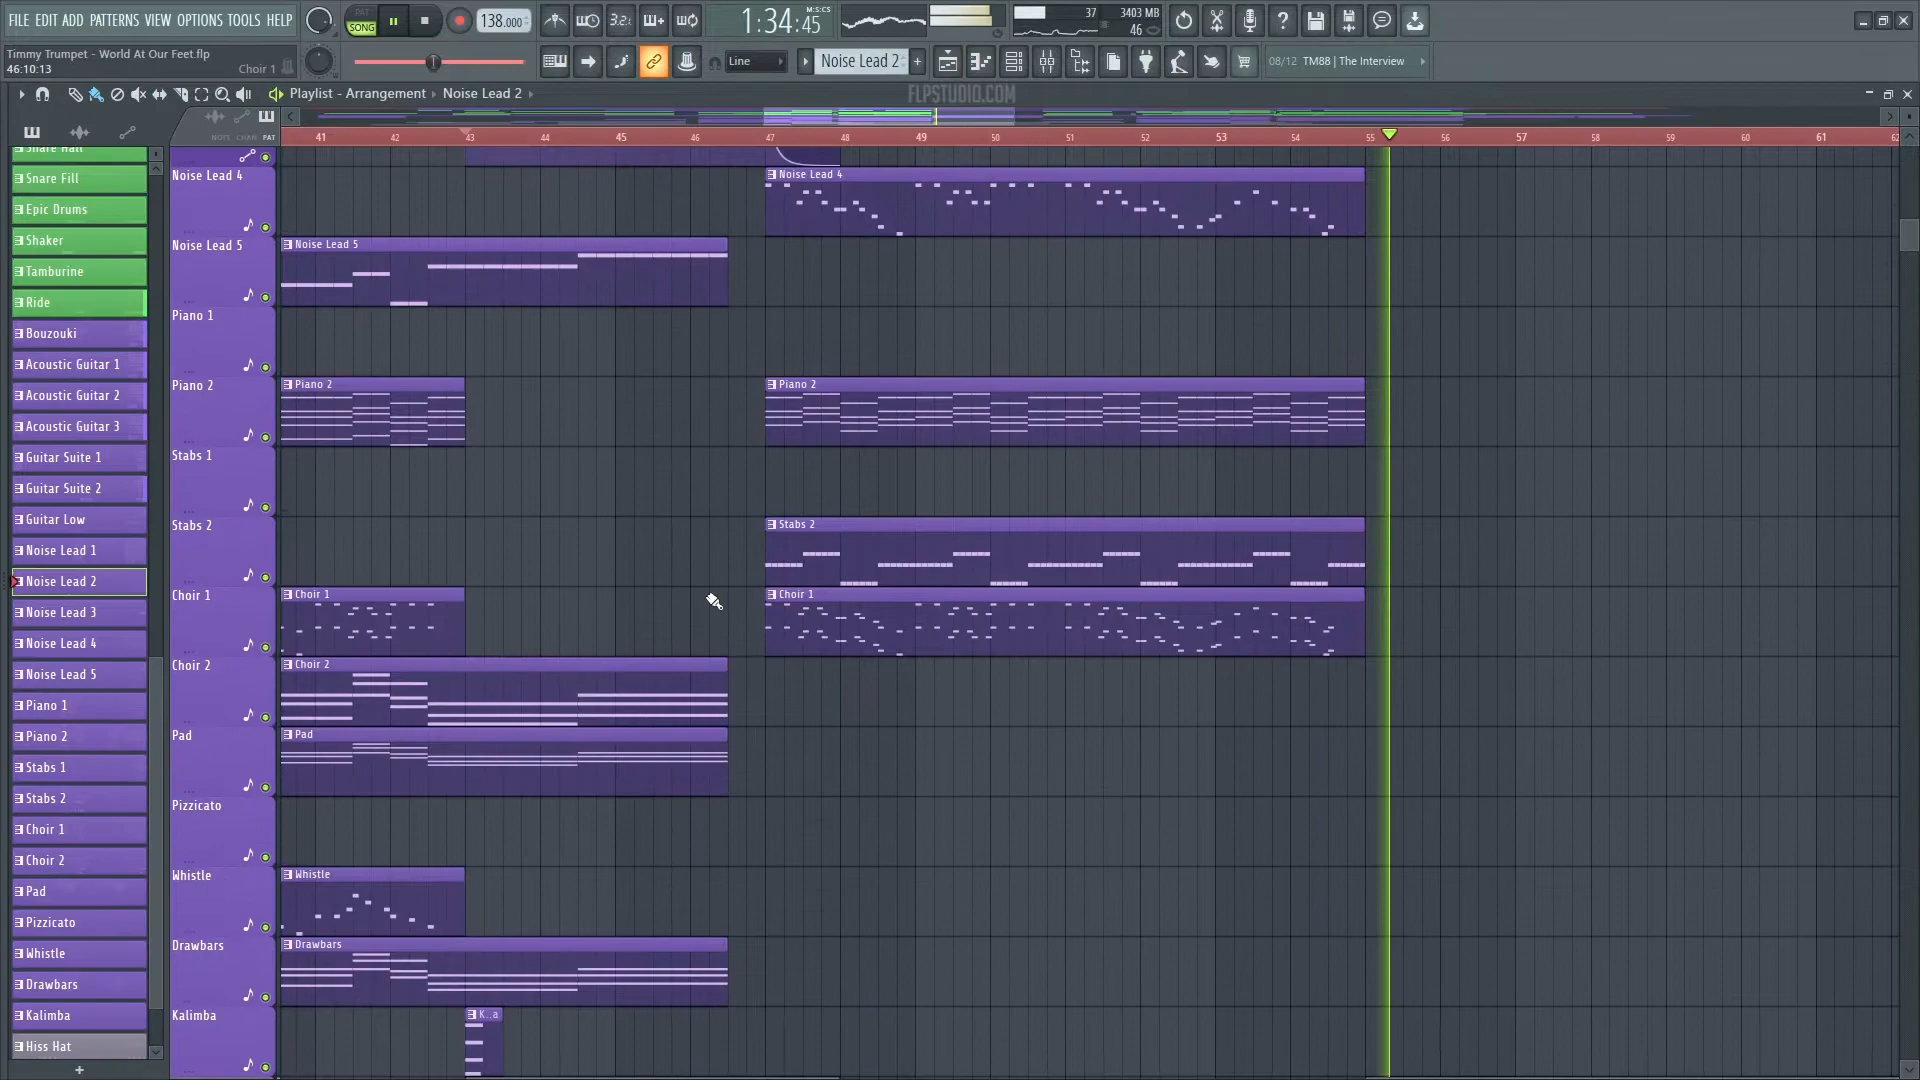 FILE EDIT ADD PATTERNS VIEW OPTIONS TOOLS HELP
PAT
SONG
138.000
3.2.
1:34:45
M:S:CS
37
3403 MB
46
Timmy Trumpet - World At Our Feet.flp
46:10:13
Choir 1
Line
Noise Lead 2
+
08/12 TM88 | The Interview
Playlist - Arrangement
Noise Lead 2
FLPSTUDIO.COM
NOTE CHAN PAT
41 42 43 44 45 46 47 48 49 50 51 52 53 54 55 56 57 58 59 60 61 62
Snare Hall
Snare Fill
Epic Drums
Shaker
Tamburine
Ride
Bouzouki
Acoustic Guitar 1
Acoustic Guitar 2
Acoustic Guitar 3
Guitar Suite 1
Guitar Suite 2
Guitar Low
Noise Lead 1
Noise Lead 2
Noise Lead 3
Noise Lead 4
Noise Lead 5
Piano 1
Piano 2
Stabs 1
Stabs 2
Choir 1
Choir 2
Pad
Pizzicato
Whistle
Drawbars
Kalimba
Hiss Hat
+
Noise Lead 4
Noise Lead 4
Noise Lead 5
Noise Lead 5
Piano 1
Piano 2
Piano 2
Piano 2
Stabs 1
Stabs 2
Stabs 2
Choir 1
Choir 1
Choir 1
Choir 2
Choir 2
Pad
Pad
Pizzicato
Whistle
Whistle
Drawbars
Drawbars
Kalimba
K..a